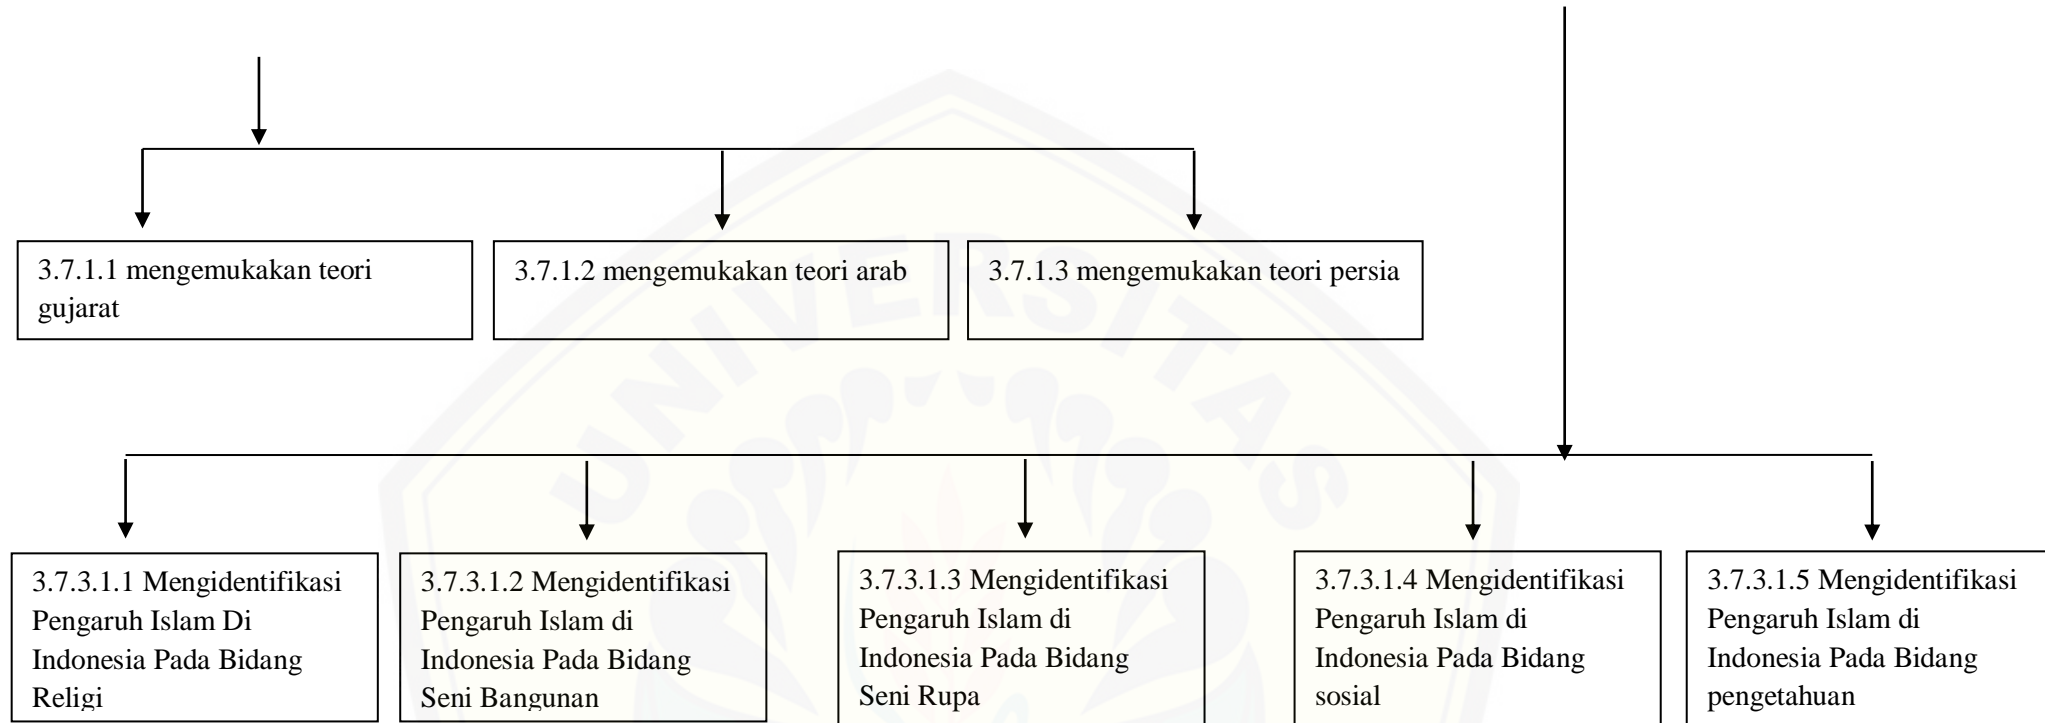 UNIVERSITAS
3.7.1.1 mengemukakan teori
gujarat
3.7.1.2 mengemukakan teori arab
3.7.1.3 mengemukakan teori persia
3.7.3.1.1 Mengidentifikasi
Pengaruh Islam Di
Indonesia Pada Bidang
Religi
3.7.3.1.2 Mengidentifikasi
Pengaruh Islam di
Indonesia Pada Bidang
Seni Bangunan
3.7.3.1.3 Mengidentifikasi
Pengaruh Islam di
Indonesia Pada Bidang
Seni Rupa
3.7.3.1.4 Mengidentifikasi
Pengaruh Islam di
Indonesia Pada Bidang
sosial
3.7.3.1.5 Mengidentifikasi
Pengaruh Islam di
Indonesia Pada Bidang
pengetahuan